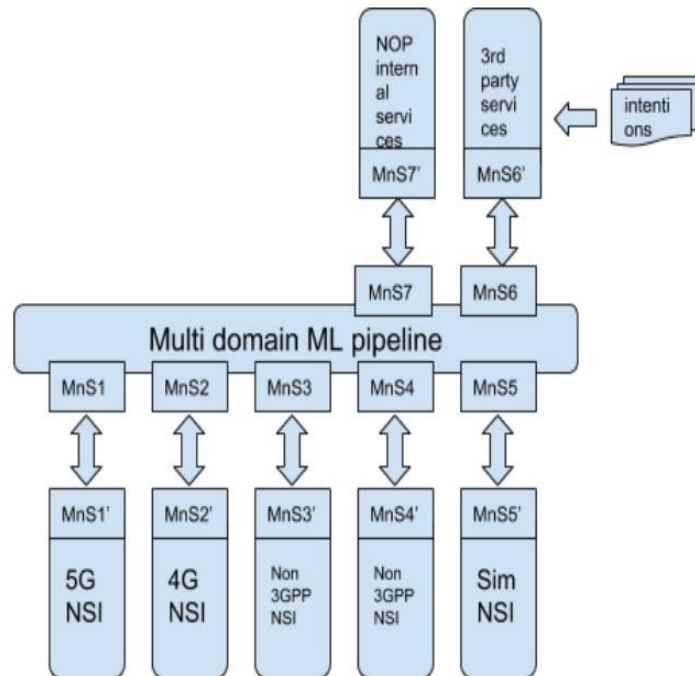 NOP
intern
al
servi
ces
3rd
party
servi
ces
intenti
ons
MnS7'
MnS6'
MnS7
MnS6
Multi domain ML pipeline
MnS1
MnS2
MnS3
MnS4
MnS5
MnS1'
MnS2'
MnS3'
MnS4'
MnS5'
5G
NSI
4G
NSI
Non
3GPP
NSI
Non
3GPP
NSI
Sim
NSI